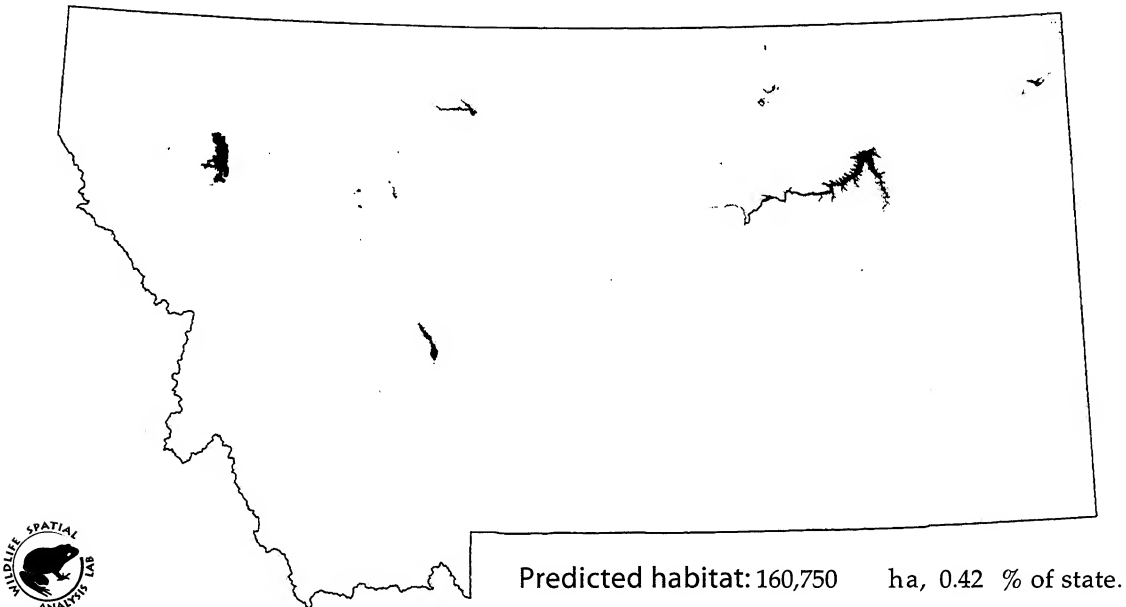 WILDLIFE SPATIAL ANALYSIS LAB
Predicted habitat: 160,750 ha, 0.42 % of state.